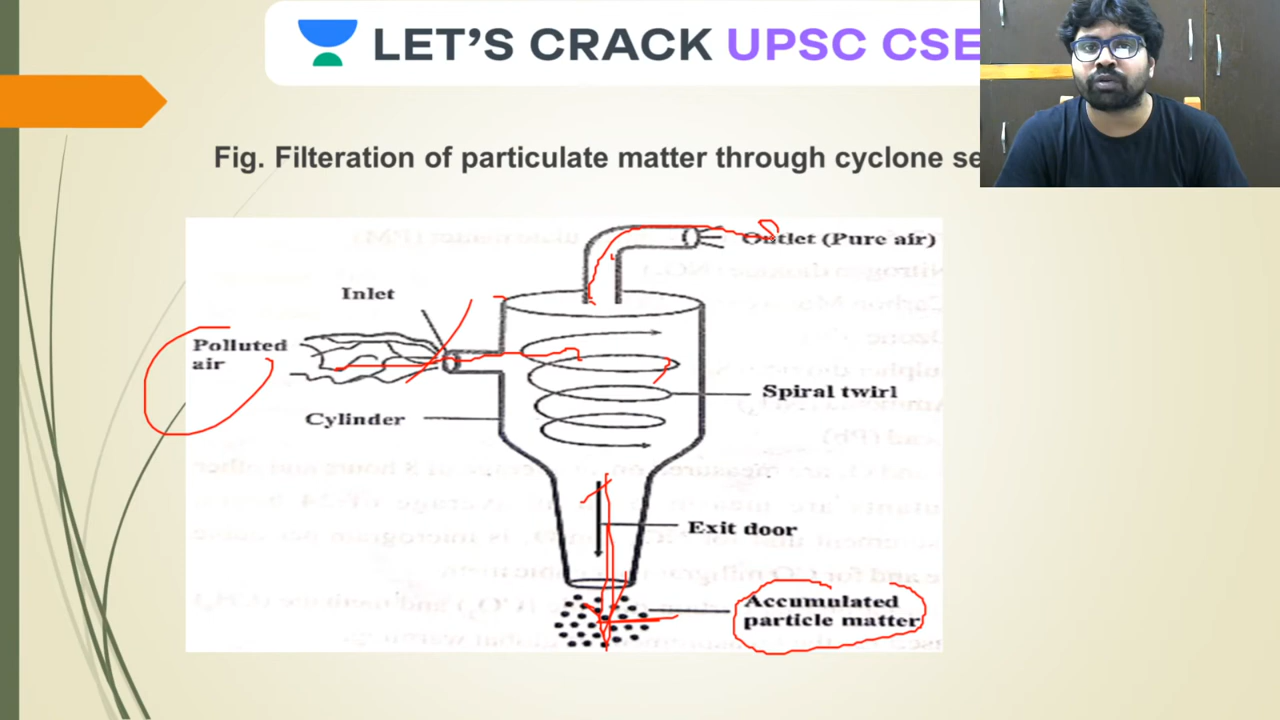 LET'S CRACK UPSC CSE
Fig. Filteration of particulate matter through cyclone se
Outlet (Pure air)
Inlet
Polluted
air
Spiral twirl
Cylinder
Exit door
Accumulated
particle matter